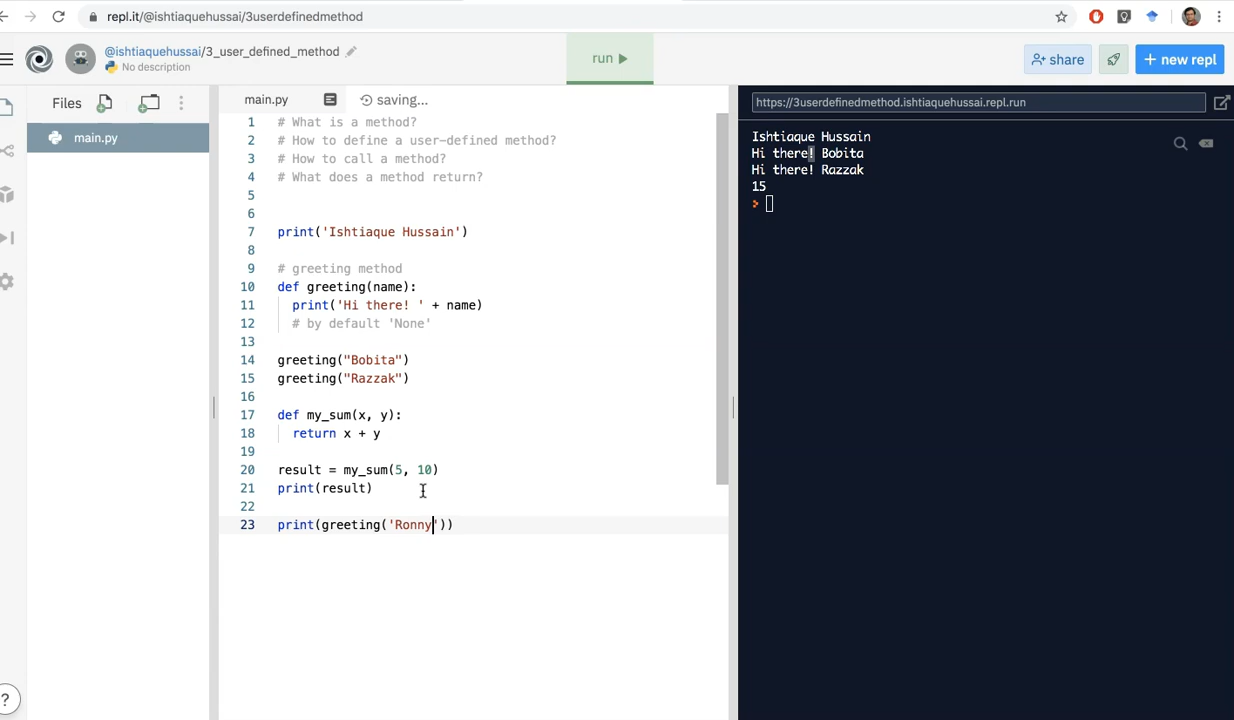 repl.it/@ishtiaquehussai/3userdefinedmethod
@ishtiaquehussai/3_user_defined_method
No description
run
share
+ new repl
Files
main.py
main.py
saving...
1 # What is a method?
2 # How to define a user-defined method?
3 # How to call a method?
4 # What does a method return?
5
6
7 print('Ishtiaque Hussain')
8
9 # greeting method
10 def greeting(name):
11 print('Hi there! ' + name)
12 # by default 'None'
13
14 greeting("Bobita")
15 greeting("Razzak")
16
17 def my_sum(x, y):
18 return x + y
19
20 result = my_sum(5, 10)
21 print(result)
22
23 print(greeting('Ronny'))
https://3userdefinedmethod.ishtiaquehussai.repl.run
Ishtiaque Hussain
Hi there! Bobita
Hi there! Razzak
15
>
?